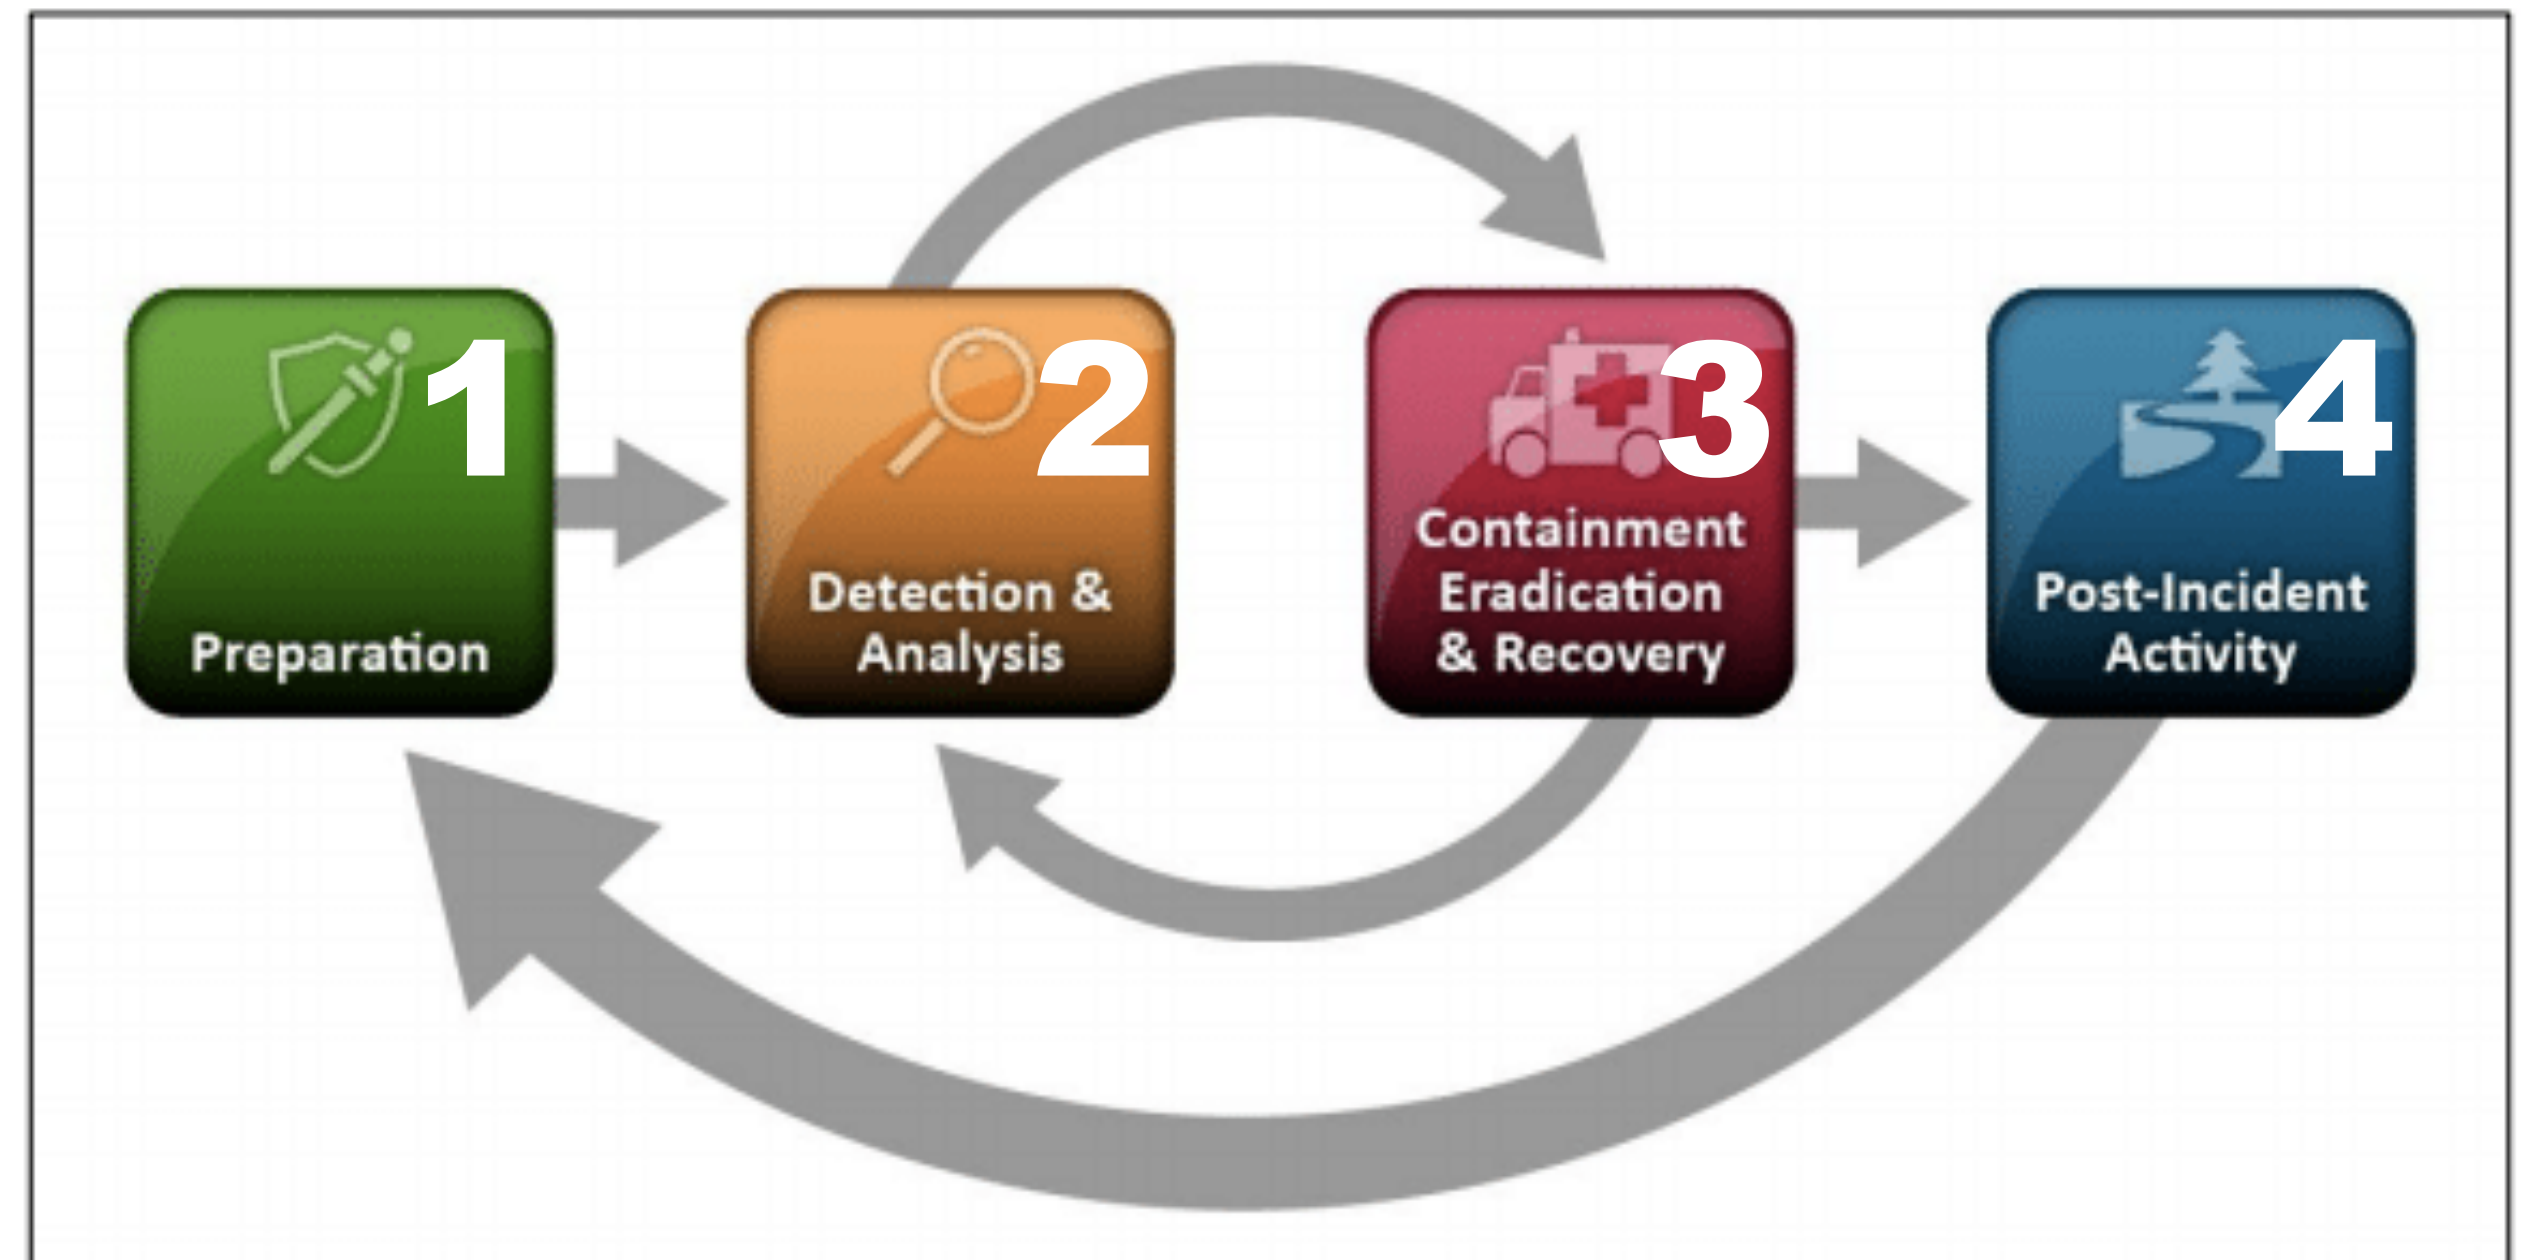 1
Preparation
2
Detection &
Analysis
3
Containment
Eradication
& Recovery
4
Post-Incident
Activity